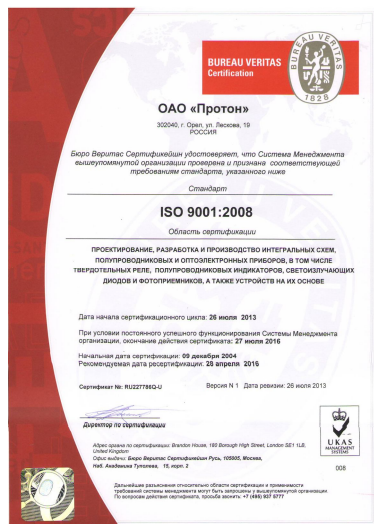 BUREAU VERITAS
Certification
BUREAU VERITAS
1828
ОАО «Протон»
302040, г. Орел, ул. Лескова, 19
РОССИЯ
Бюро Веритас Сертификейшн удостоверяет, что Система Менеджмента
вышеупомянутой организации проверена и признана соответствующей
требованиям стандарта, указанного ниже
Стандарт
ISO 9001:2008
Область сертификации
ПРОЕКТИРОВАНИЕ, РАЗРАБОТКА И ПРОИЗВОДСТВО ИНТЕГРАЛЬНЫХ СХЕМ,
ПОЛУПРОВОДНИКОВЫХ И ОПТОЭЛЕКТРОННЫХ ПРИБОРОВ, В ТОМ ЧИСЛЕ
ТВЕРДОТЕЛЬНЫХ РЕЛЕ, ПОЛУПРОВОДНИКОВЫХ ИНДИКАТОРОВ, СВЕТОИЗЛУЧАЮЩИХ
ДИОДОВ И ФОТОПРИЕМНИКОВ, А ТАКЖЕ УСТРОЙСТВ НА ИХ ОСНОВЕ
Дата начала сертификационного цикла: 26 июля 2013
При условии постоянного успешного функционирования Системы Менеджмента
организации, окончание действия сертификата: 27 июля 2016
Начальная дата сертификации: 09 декабря 2004
Рекомендуемая дата ресертификации: 28 апреля 2016
Сертификат №: RU227786Q-U Версия N 1 Дата ревизии: 26 июля 2013
Директор по сертификации
Адрес органа по сертификации: Brandon House, 180 Borough High Street, London SE1 1LB,
United Kingdom
Офис выдачи: Бюро Веритас Сертификейшн Русь, 105005, Москва,
Наб. Академика Туполева, 15, корп. 2
UKAS
MANAGEMENT
SYSTEMS
008
Дальнейшие разъяснения относительно области сертификации и применимости
требований системы менеджмента могут быть запрошены у вышеупомянутой организации.
По вопросам действия сертификата, просьба звонить: +7 (495) 937 5777